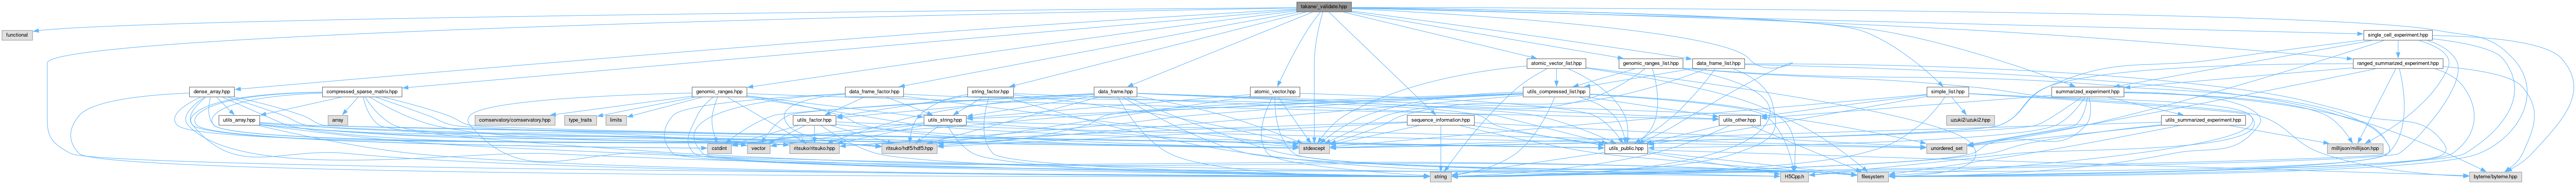 takane/_validate.hpp
functional
single_cell_experiment.hpp
atomic_vector_list.hpp
genomic_ranges_list.hpp
data_frame_list.hpp
ranged_summarized_experiment.hpp
dense_array.hpp
compressed_sparse_matrix.hpp
genomic_ranges.hpp
data_frame_factor.hpp
string_factor.hpp
data_frame.hpp
atomic_vector.hpp
utils_compressed_list.hpp
simple_list.hpp
summarized_experiment.hpp
utils_array.hpp
array
comservatory/comservatory.hpp
type_traits
limits
utils_factor.hpp
utils_string.hpp
sequence_information.hpp
utils_other.hpp
uzuki2/uzuki2.hpp
utils_summarized_experiment.hpp
cstdint
vector
ritsuko/ritsuko.hpp
ritsuko/hdf5/hdf5.hpp
stdexcept
utils_public.hpp
unordered_set
millijson/millijson.hpp
string
H5Cpp.h
filesystem
byteme/byteme.hpp